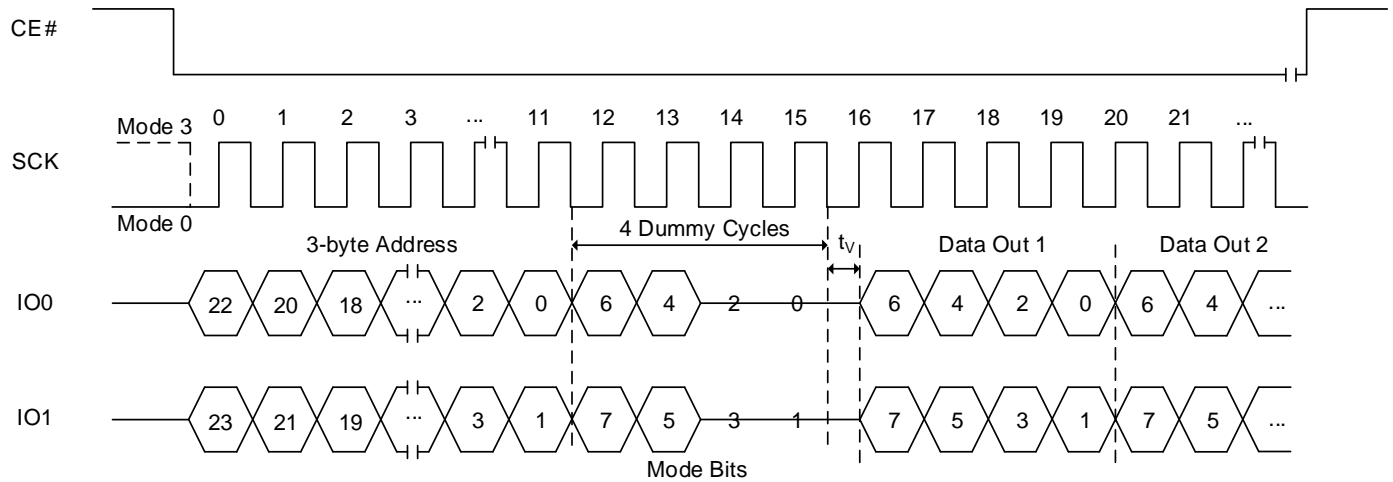 CE#
0 1 2 3 ... 11 12 13 14 15 16 17 18 19 20 21 ...
Mode 3
SCK
Mode 0
3-byte Address 4 Dummy Cycles tV Data Out 1 Data Out 2
IO0 22 20 18 ... 2 0 6 4 2 0 6 4 2 0 6 4 ...
IO1 23 21 19 ... 3 1 7 5 3 1 7 5 3 1 7 5 ...
Mode Bits